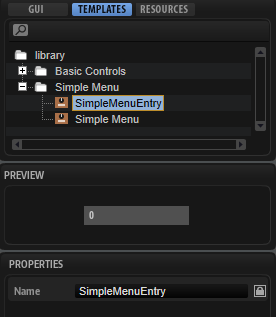 GUI TEMPLATES RESOURCES
library
Basic Controls
Simple Menu
SimpleMenuEntry
Simple Menu
PREVIEW
0
PROPERTIES
Name SimpleMenuEntry